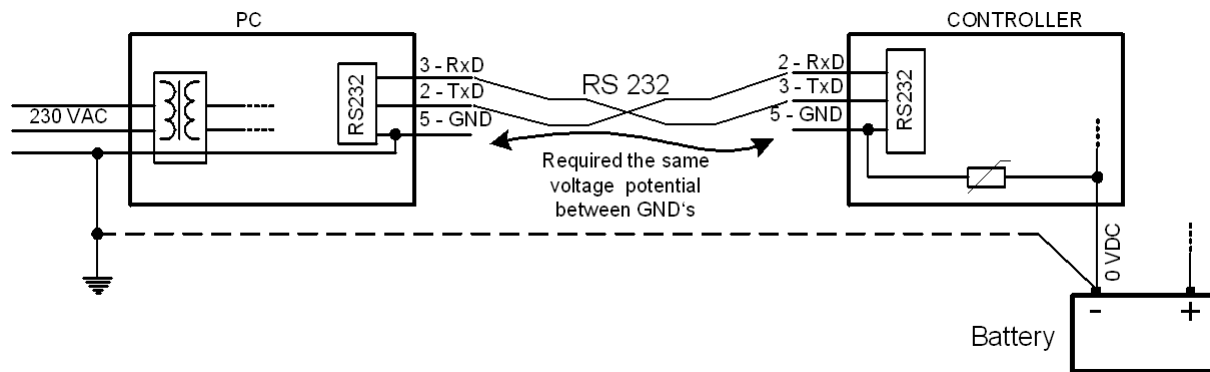 PC
CONTROLLER
230 VAC
RS232
3 - RxD
2 - TxD
5 - GND
RS 232
2 - RxD
3 - TxD
5 - GND
RS232
Required the same
voltage potential
between GND's
0 VDC
Battery
-
+